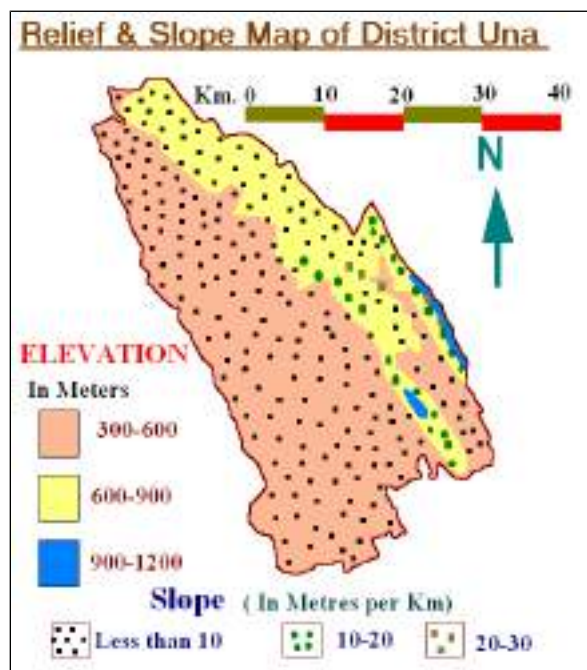 Relief & Slope Map of District Una
Km. 0 10 20 30 40
N
ELEVATION
In Meters
300-600
600-900
900-1200
Slope ( In Metres per Km)
Less than 10 10-20 20-30